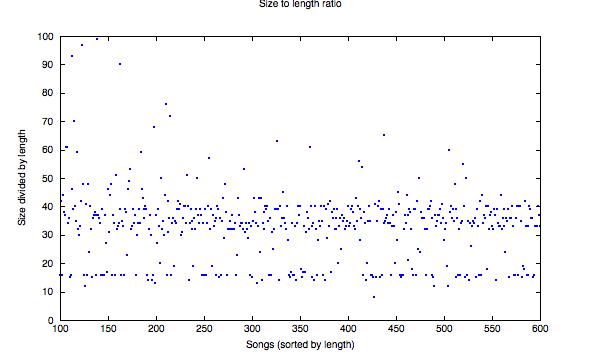 Size to length ratio
100
90
80
70
60
50
40
30
20
10
0
Size divided by length
100 150 200 250 300 350 400 450 500 550 600
Songs (sorted by length)